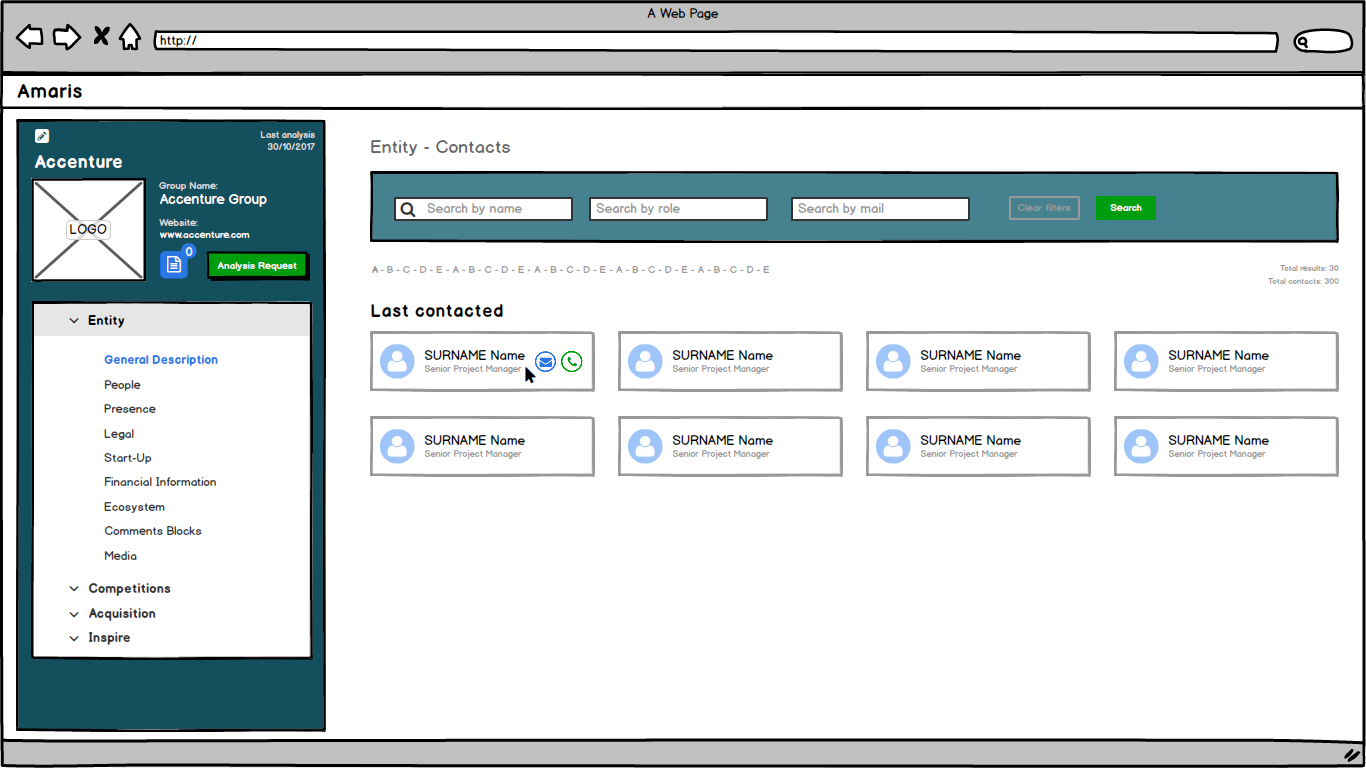 A Web Page
http://
Amaris
Last analysis
30/10/2017
Accenture
LOGO
Group Name:
Accenture Group
Website:
www.accenture.com
0
Analysis Request
Entity
General Description
People
Presence
Legal
Start-Up
Financial Information
Ecosystem
Comments Blocks
Media
Competitions
Acquisition
Inspire
Entity - Contacts
Search by name
Search by role
Search by mail
Clear filters
Search
A - B - C - D - E - A - B - C - D - E - A - B - C - D - E - A - B - C - D - E - A - B - C - D - E
Total results: 30
Total contacts: 300
Last contacted
SURNAME Name
Senior Project Manager
SURNAME Name
Senior Project Manager
SURNAME Name
Senior Project Manager
SURNAME Name
Senior Project Manager
SURNAME Name
Senior Project Manager
SURNAME Name
Senior Project Manager
SURNAME Name
Senior Project Manager
SURNAME Name
Senior Project Manager